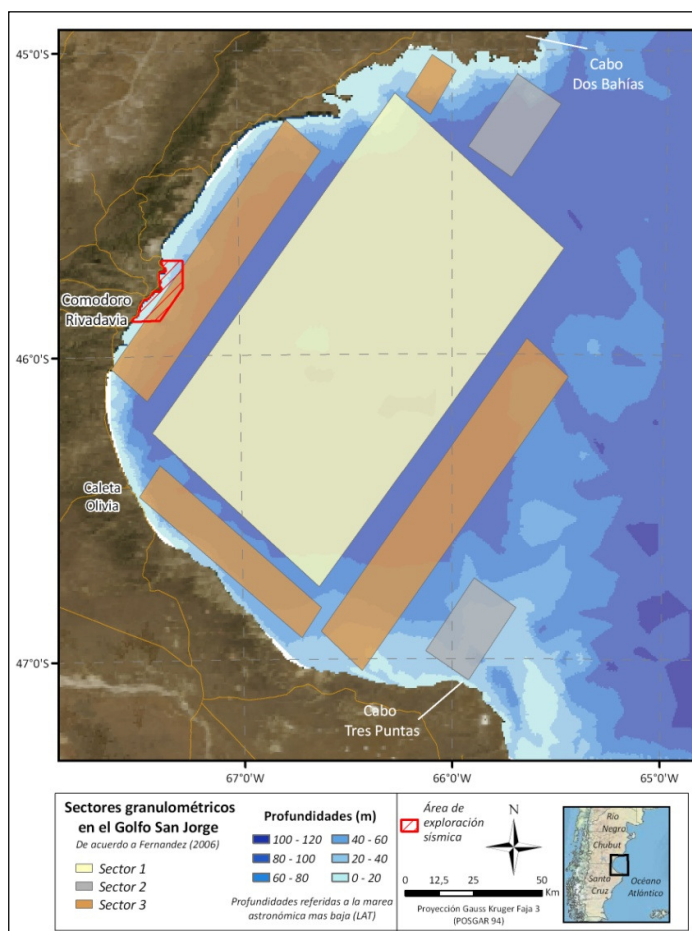 45°0'S
Cabo
Dos Bahías
Comodoro
Rivadavia
46°0'S
Caleta
Olivia
47°0'S
Cabo
Tres Puntas
67°0'W
66°0'W
65°0'W
Sectores granulométricos
en el Golfo San Jorge
De acuerdo a Fernandez (2006)
Sector 1
Sector 2
Sector 3
Profundidades (m)
100 - 120
80 - 100
60 - 80
40 - 60
20 - 40
0 - 20
Profundidades referidas a la marea
astronómica mas baja (LAT)
Área de
exploración
sísmica
N
0 12,5 25 50
Km
Proyección Gauss Kruger Faja 3
(POSGAR 94)
Río
Negro
Chubut
Santa
Cruz
Océano
Atlántico